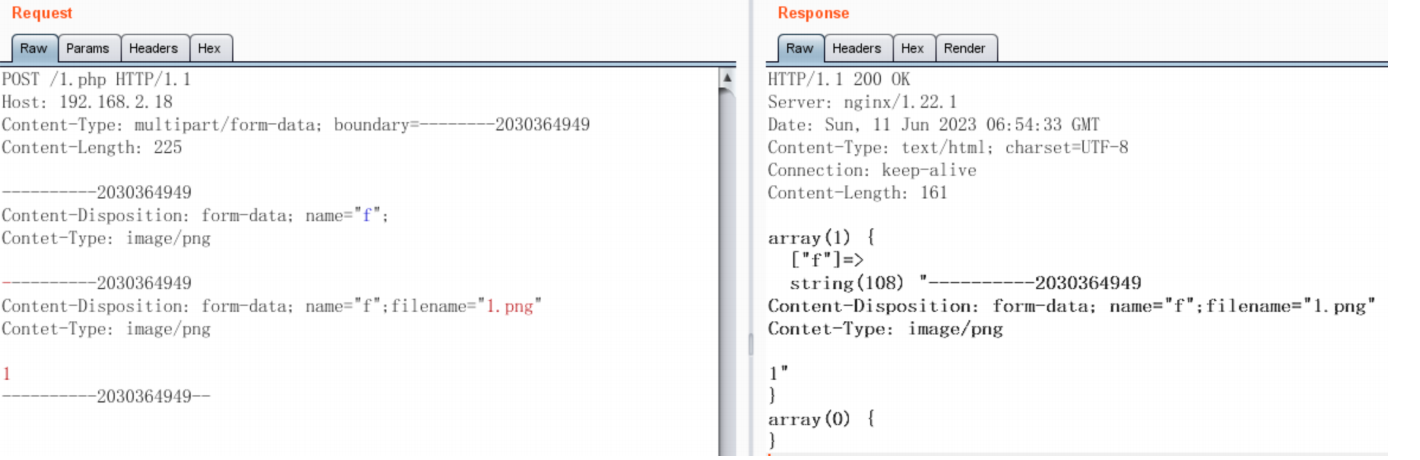 Request
Raw Params Headers Hex
POST /1.php HTTP/1.1
Host: 192.168.2.18
Content-Type: multipart/form-data; boundary=--------2030364949
Content-Length: 225
----------2030364949
Content-Disposition: form-data; name="f";
Contet-Type: image/png
----------2030364949
Content-Disposition: form-data; name="f";filename="1.png"
Contet-Type: image/png
1
----------2030364949--
Response
Raw Headers Hex Render
HTTP/1.1 200 OK
Server: nginx/1.22.1
Date: Sun, 11 Jun 2023 06:54:33 GMT
Content-Type: text/html; charset=UTF-8
Connection: keep-alive
Content-Length: 161
array(1) {
["f"]=>
string(108) "----------2030364949
Content-Disposition: form-data; name="f";filename="1.png"
Contet-Type: image/png
1"
}
array(0) {
}